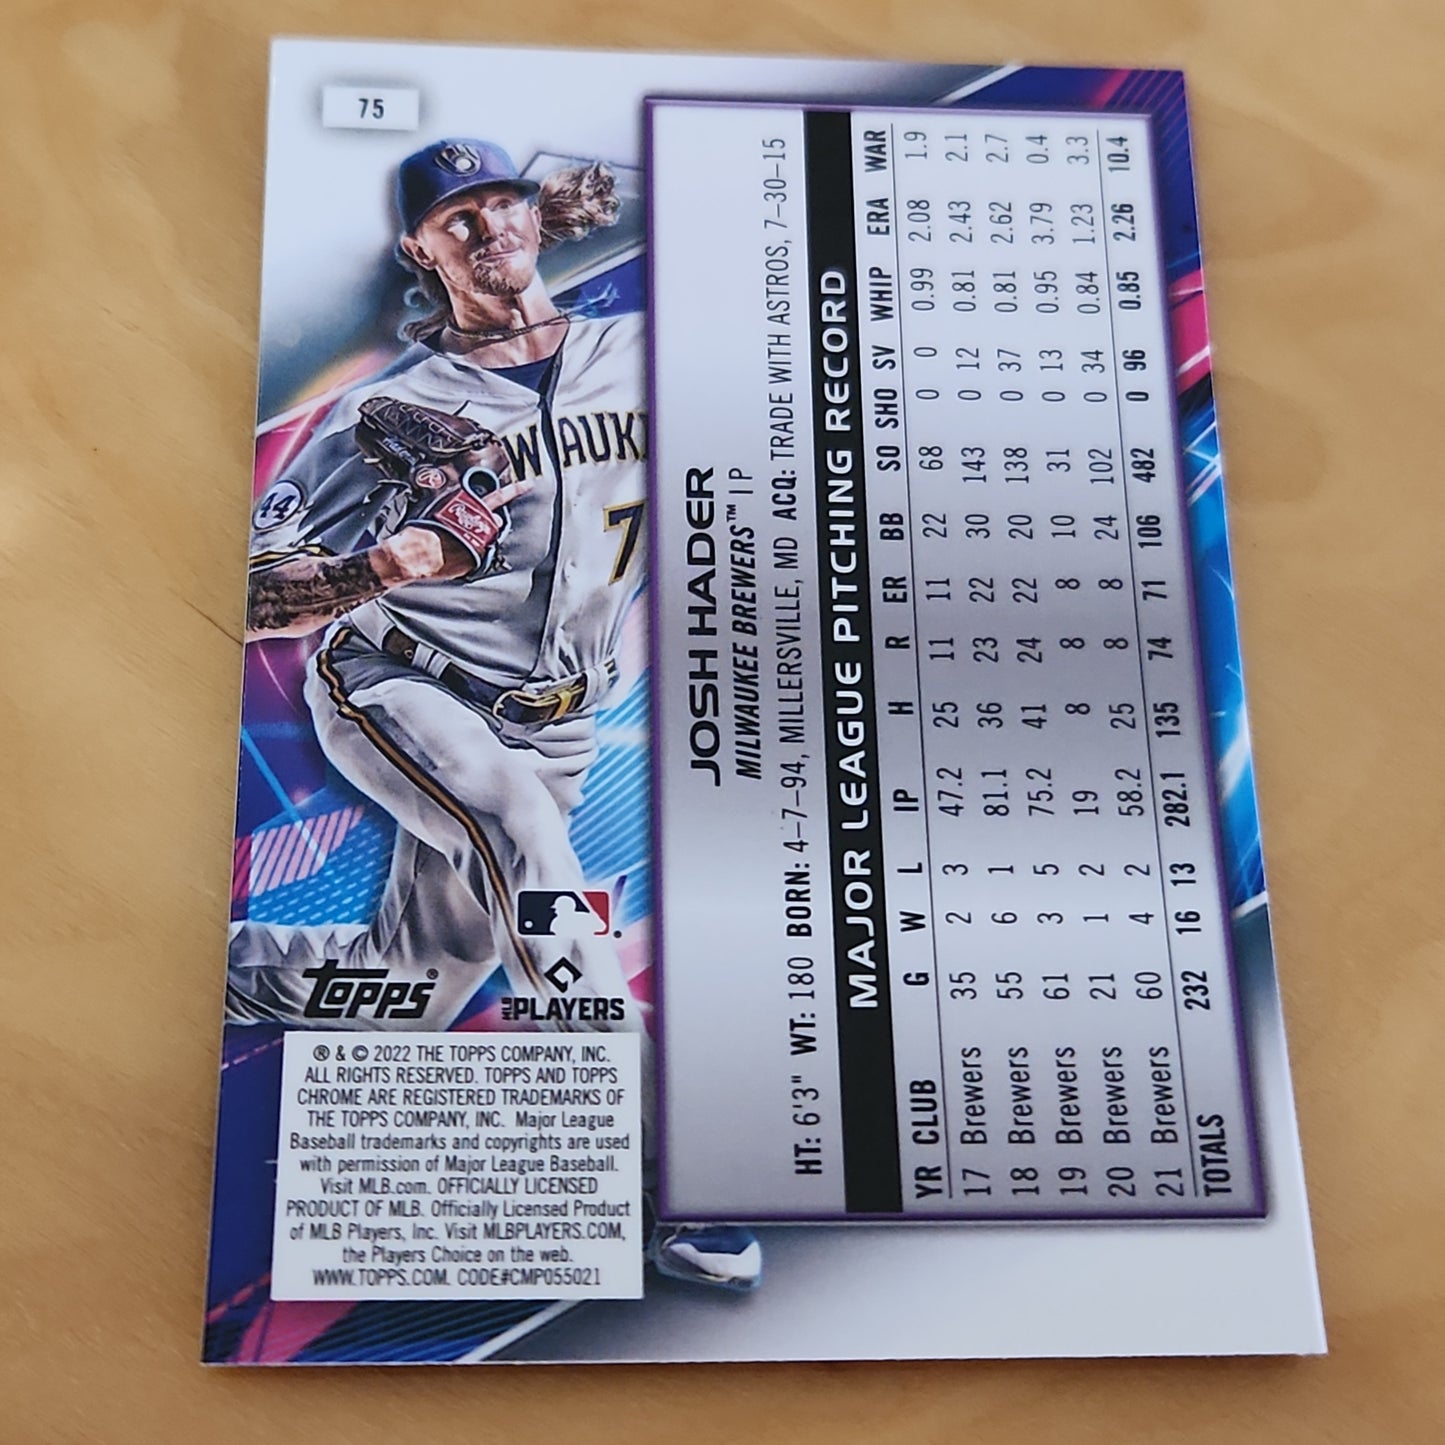 75
44
WAUK
7
Rawlings
JOSH HADER
MILWAUKEE BREWERS™ | P
HT: 6'3" WT: 180 BORN: 4-7-94, MILLERSVILLE, MD ACQ: TRADE WITH ASTROS, 7-30-15
MAJOR LEAGUE PITCHING RECORD
YR CLUB G W L IP H R ER BB SO SHO SV WHIP ERA WAR
17 Brewers 35 2 3 47.2 25 11 11 22 68 0 0 0.99 2.08 1.9
18 Brewers 55 6 1 81.1 36 23 22 30 143 0 12 0.81 2.43 2.1
19 Brewers 61 3 5 75.2 41 24 22 20 138 0 37 0.81 2.62 2.7
20 Brewers 21 1 2 19 8 8 8 10 31 0 13 0.95 3.79 0.4
21 Brewers 60 4 2 58.2 25 8 8 24 102 0 34 0.84 1.23 3.3
TOTALS 232 16 13 282.1 135 74 71 106 482 0 96 0.85 2.26 10.4
topps®
MLB PLAYERS
® & © 2022 THE TOPPS COMPANY, INC.
ALL RIGHTS RESERVED. TOPPS AND TOPPS
CHROME ARE REGISTERED TRADEMARKS OF
THE TOPPS COMPANY, INC. Major League
Baseball trademarks and copyrights are used
with permission of Major League Baseball.
Visit MLB.com. OFFICIALLY LICENSED
PRODUCT OF MLB. Officially Licensed Product
of MLB Players, Inc. Visit MLBPLAYERS.COM,
the Players Choice on the web.
WWW.TOPPS.COM. CODE#CMP055021